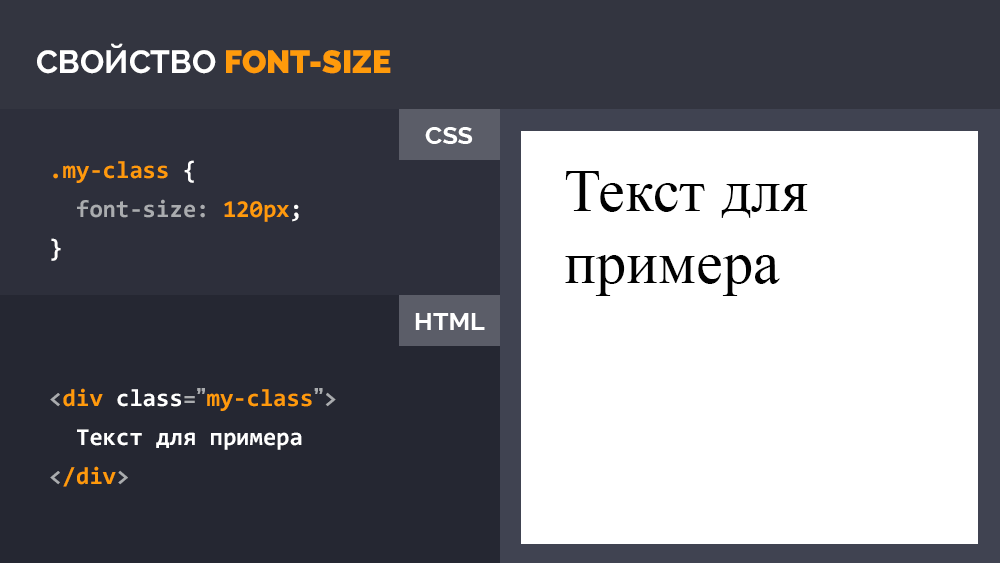 СВОЙСТВО FONT-SIZE
CSS
.my-class {
font-size: 120px;
}
HTML
<div class="my-class">
Текст для примера
</div>
Текст для
примера